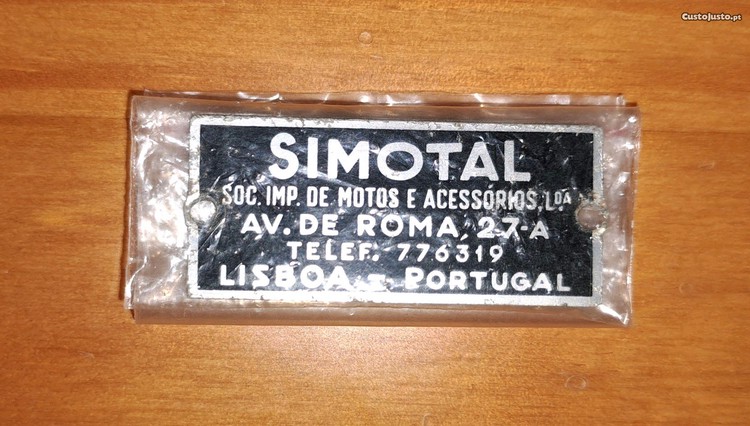 CustoJusto.pt
SIMOTAL
SOC. IMP. DE MOTOS E ACESSÓRIOS, LDA
AV. DE ROMA, 27-A
TELEF. 776319
LISBOA - PORTUGAL